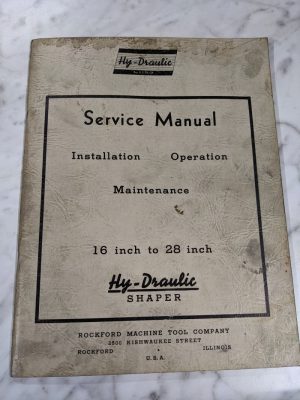 Hy-Draulic
Service Manual
Installation Operation
Maintenance
16 inch to 28 inch
Hy-Draulic
SHAPER
ROCKFORD MACHINE TOOL COMPANY
2500 KISHWAUKEE STREET
ROCKFORD • ILLINOIS
U.S.A.